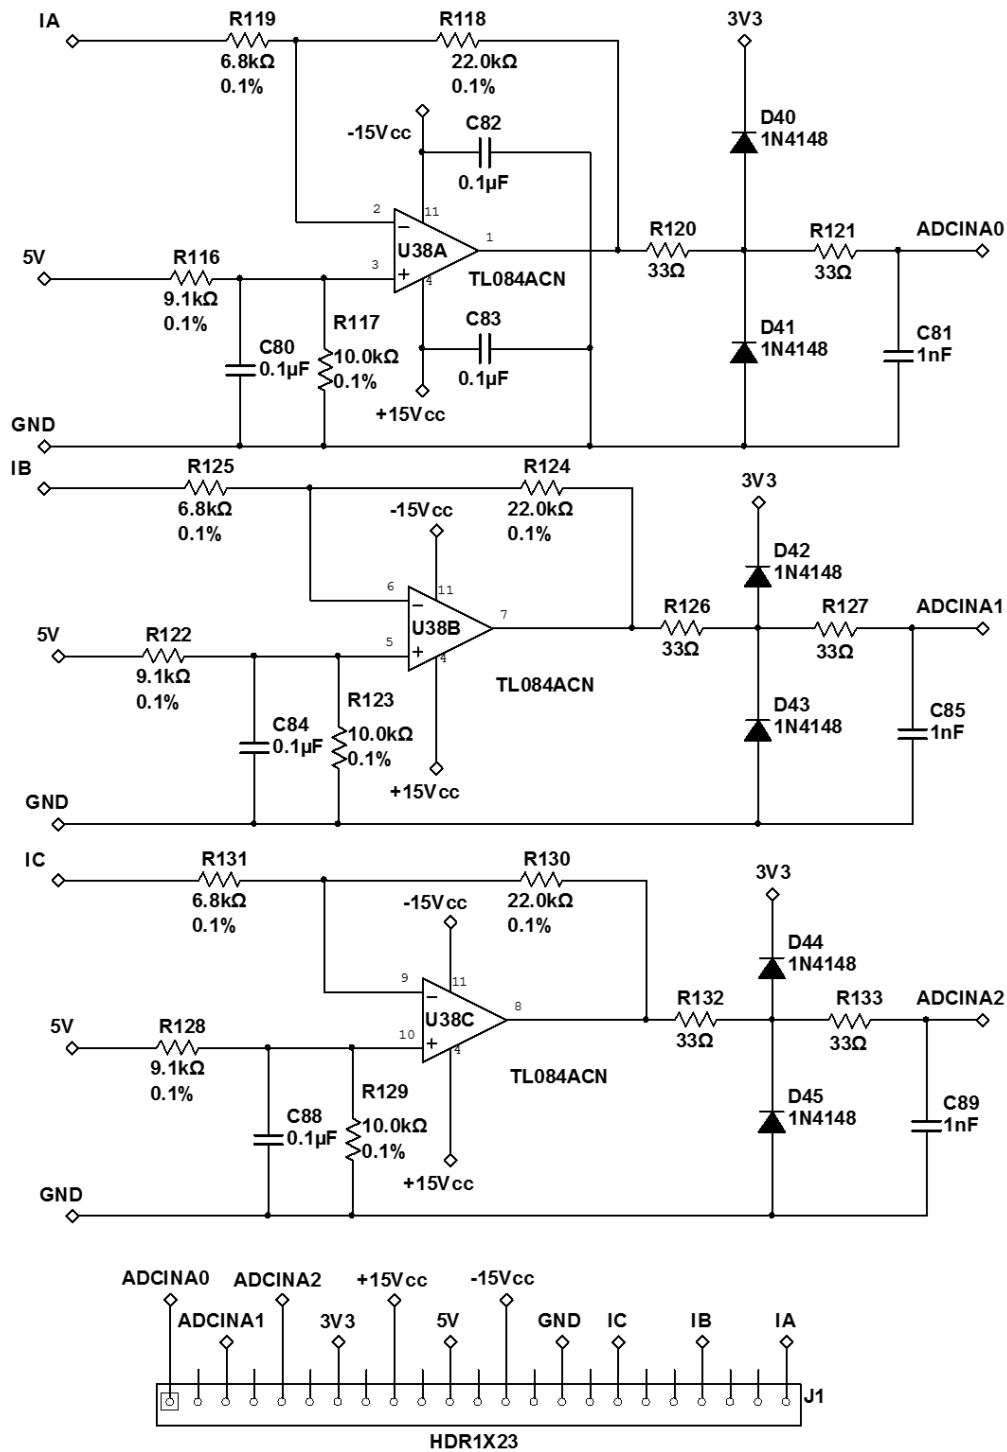 IA
R119
6.8kΩ
0.1%
R118
22.0kΩ
0.1%
3V3
-15Vcc
C82
0.1µF
D40
1N4148
2
11
U38A
1
3
4
TL084ACN
5V
R116
9.1kΩ
0.1%
R120
33Ω
R121
33Ω
ADCINA0
C80
0.1µF
R117
10.0kΩ
0.1%
C83
0.1µF
+15Vcc
D41
1N4148
C81
1nF
GND
IB
R125
6.8kΩ
0.1%
R124
22.0kΩ
0.1%
3V3
-15Vcc
D42
1N4148
6
11
U38B
7
5
4
TL084ACN
5V
R122
9.1kΩ
0.1%
R126
33Ω
R127
33Ω
ADCINA1
C84
0.1µF
R123
10.0kΩ
0.1%
+15Vcc
D43
1N4148
C85
1nF
GND
IC
R131
6.8kΩ
0.1%
R130
22.0kΩ
0.1%
3V3
-15Vcc
D44
1N4148
9
11
U38C
8
10
4
TL084ACN
5V
R128
9.1kΩ
0.1%
R132
33Ω
R133
33Ω
ADCINA2
C88
0.1µF
R129
10.0kΩ
0.1%
+15Vcc
D45
1N4148
C89
1nF
GND
ADCINA0 ADCINA2 +15Vcc -15Vcc
ADCINA1 3V3 5V GND IC IB IA
J1
HDR1X23